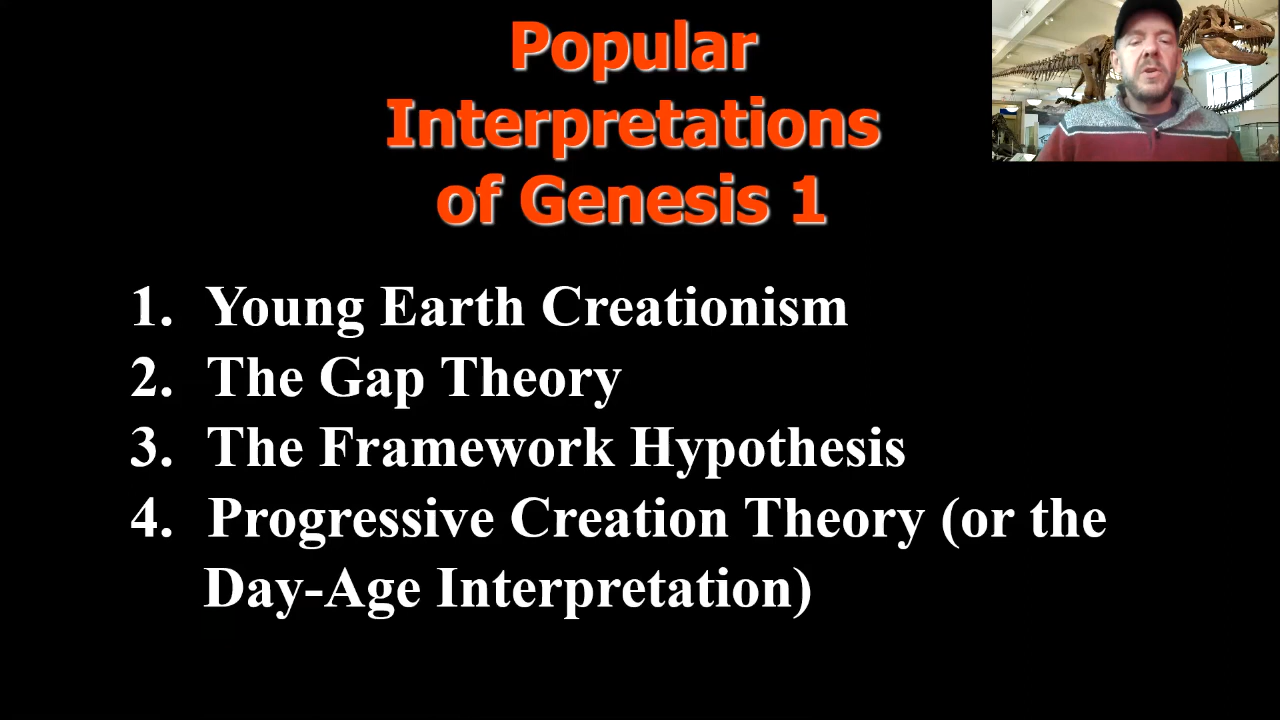 Popular
Interpretations
of Genesis 1
1. Young Earth Creationism
2. The Gap Theory
3. The Framework Hypothesis
4. Progressive Creation Theory (or the
Day-Age Interpretation)